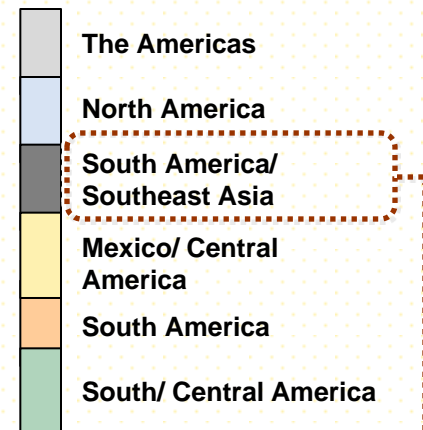 The Americas
North America
South America/
Southeast Asia
Mexico/ Central
America
South America
South/ Central America